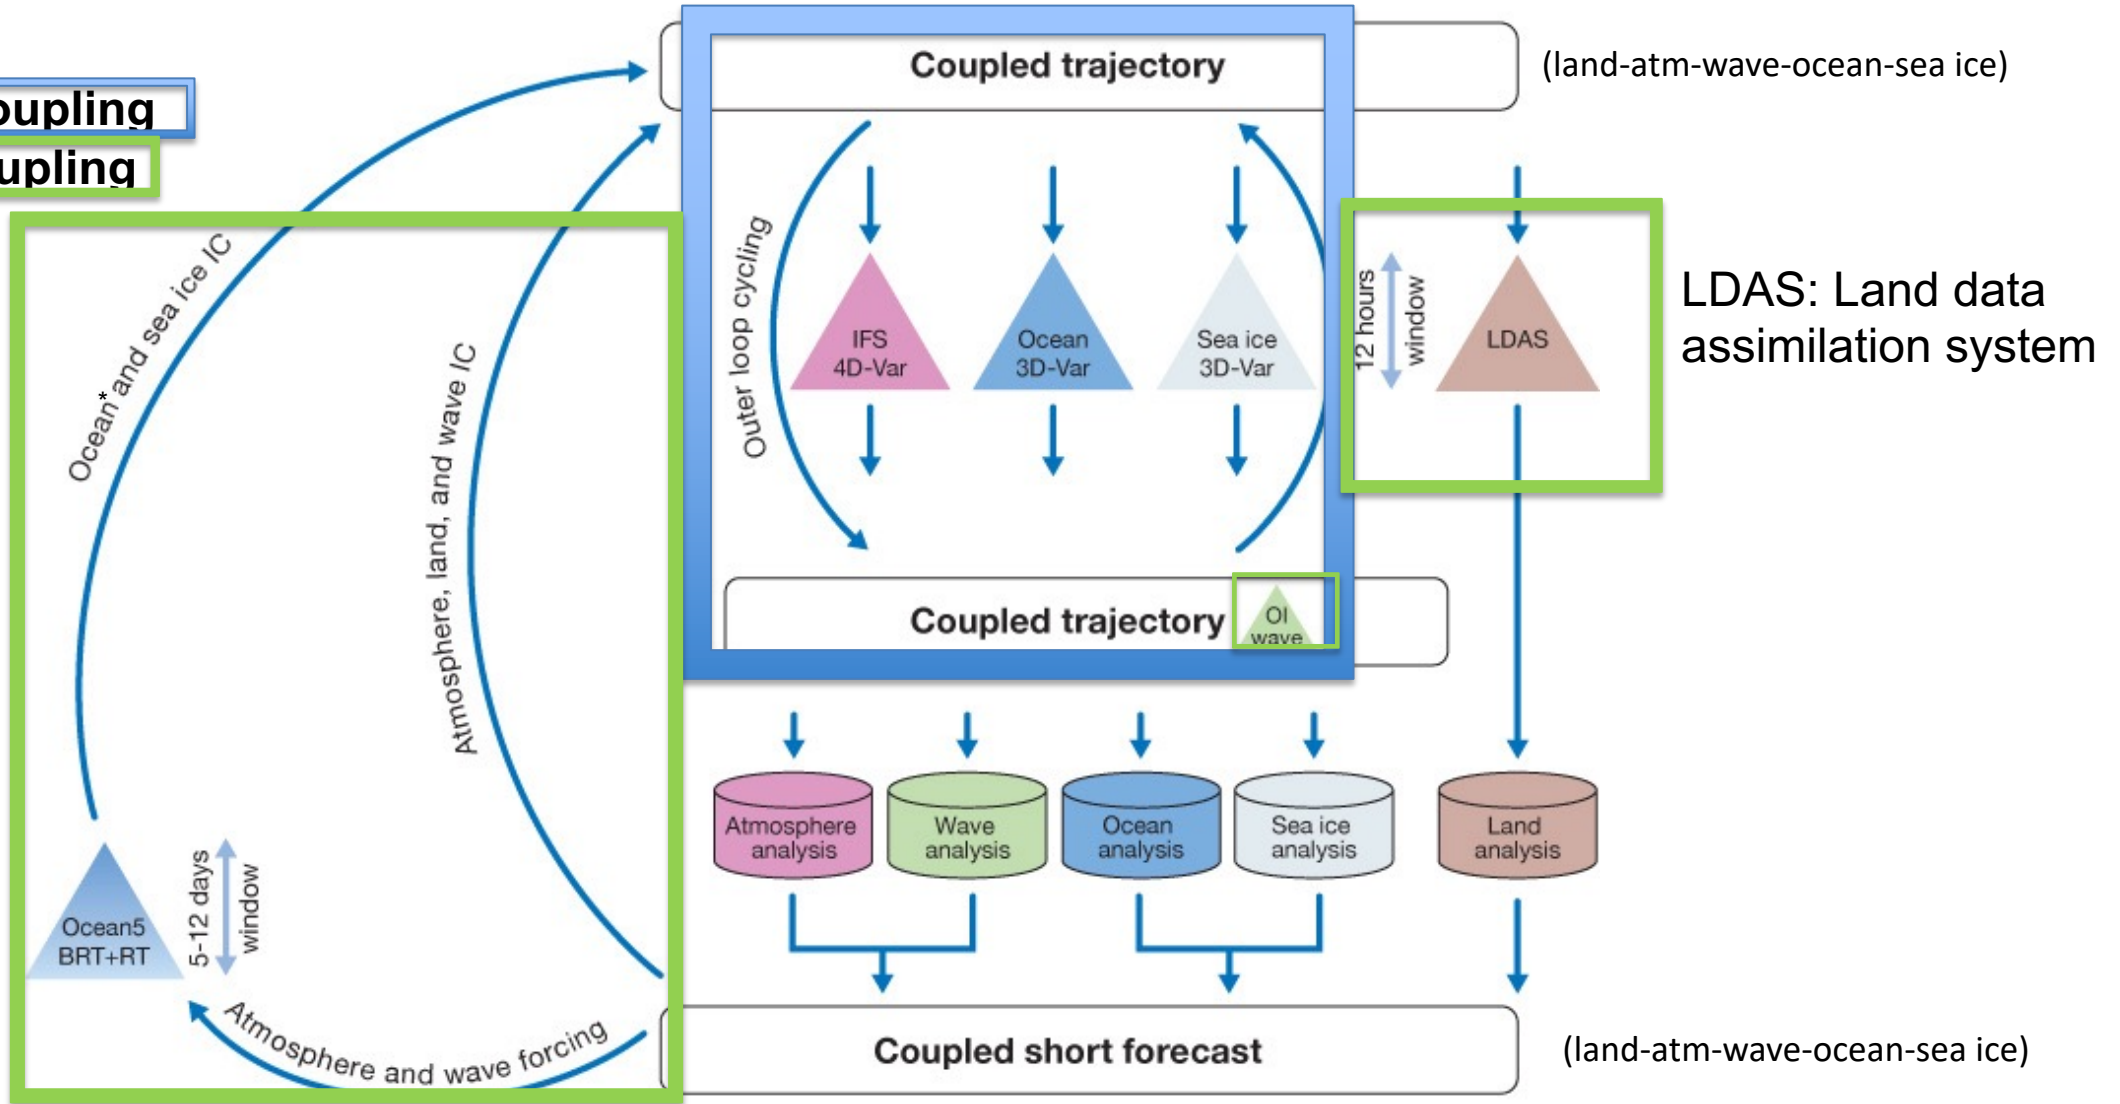 Coupled trajectory
(land-atm-wave-ocean-sea ice)
oupling
upling
Ocean* and sea ice IC
Atmosphere, land, and wave IC
Outer loop cycling
IFS
4D-Var
Ocean
3D-Var
Sea ice
3D-Var
12 hours
window
LDAS
LDAS: Land data
assimilation system
Coupled trajectory
OI
wave
Atmosphere
analysis
Wave
analysis
Ocean
analysis
Sea ice
analysis
Land
analysis
Ocean5
BRT+RT
5-12 days
window
Atmosphere and wave forcing
Coupled short forecast
(land-atm-wave-ocean-sea ice)